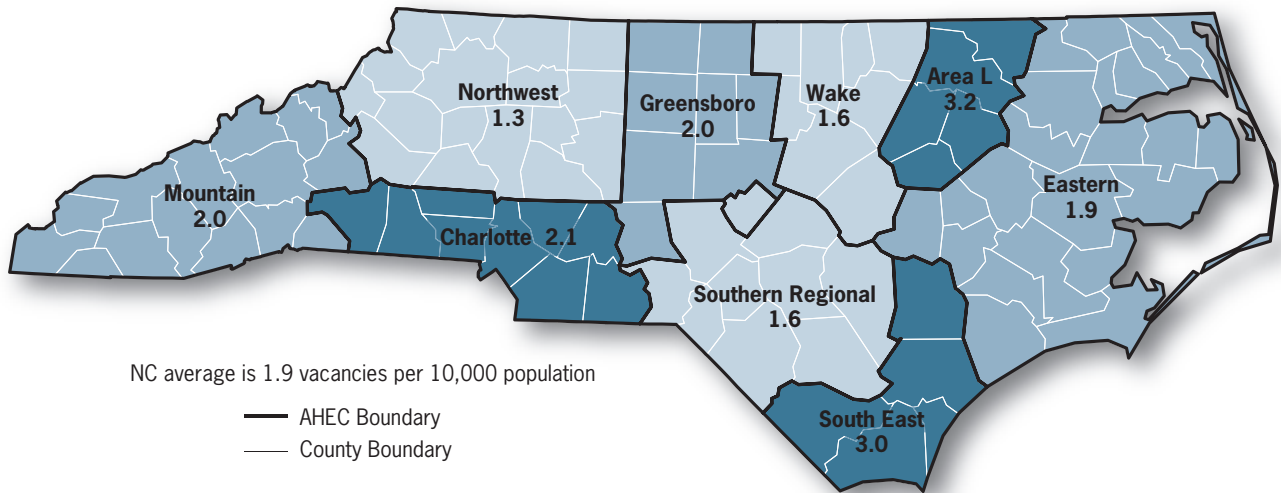 Northwest
1.3
Greensboro
2.0
Wake
1.6
Area L
3.2
Mountain
2.0
Charlotte 2.1
Eastern
1.9
Southern Regional
1.6
South East
3.0
NC average is 1.9 vacancies per 10,000 population
AHEC Boundary
County Boundary